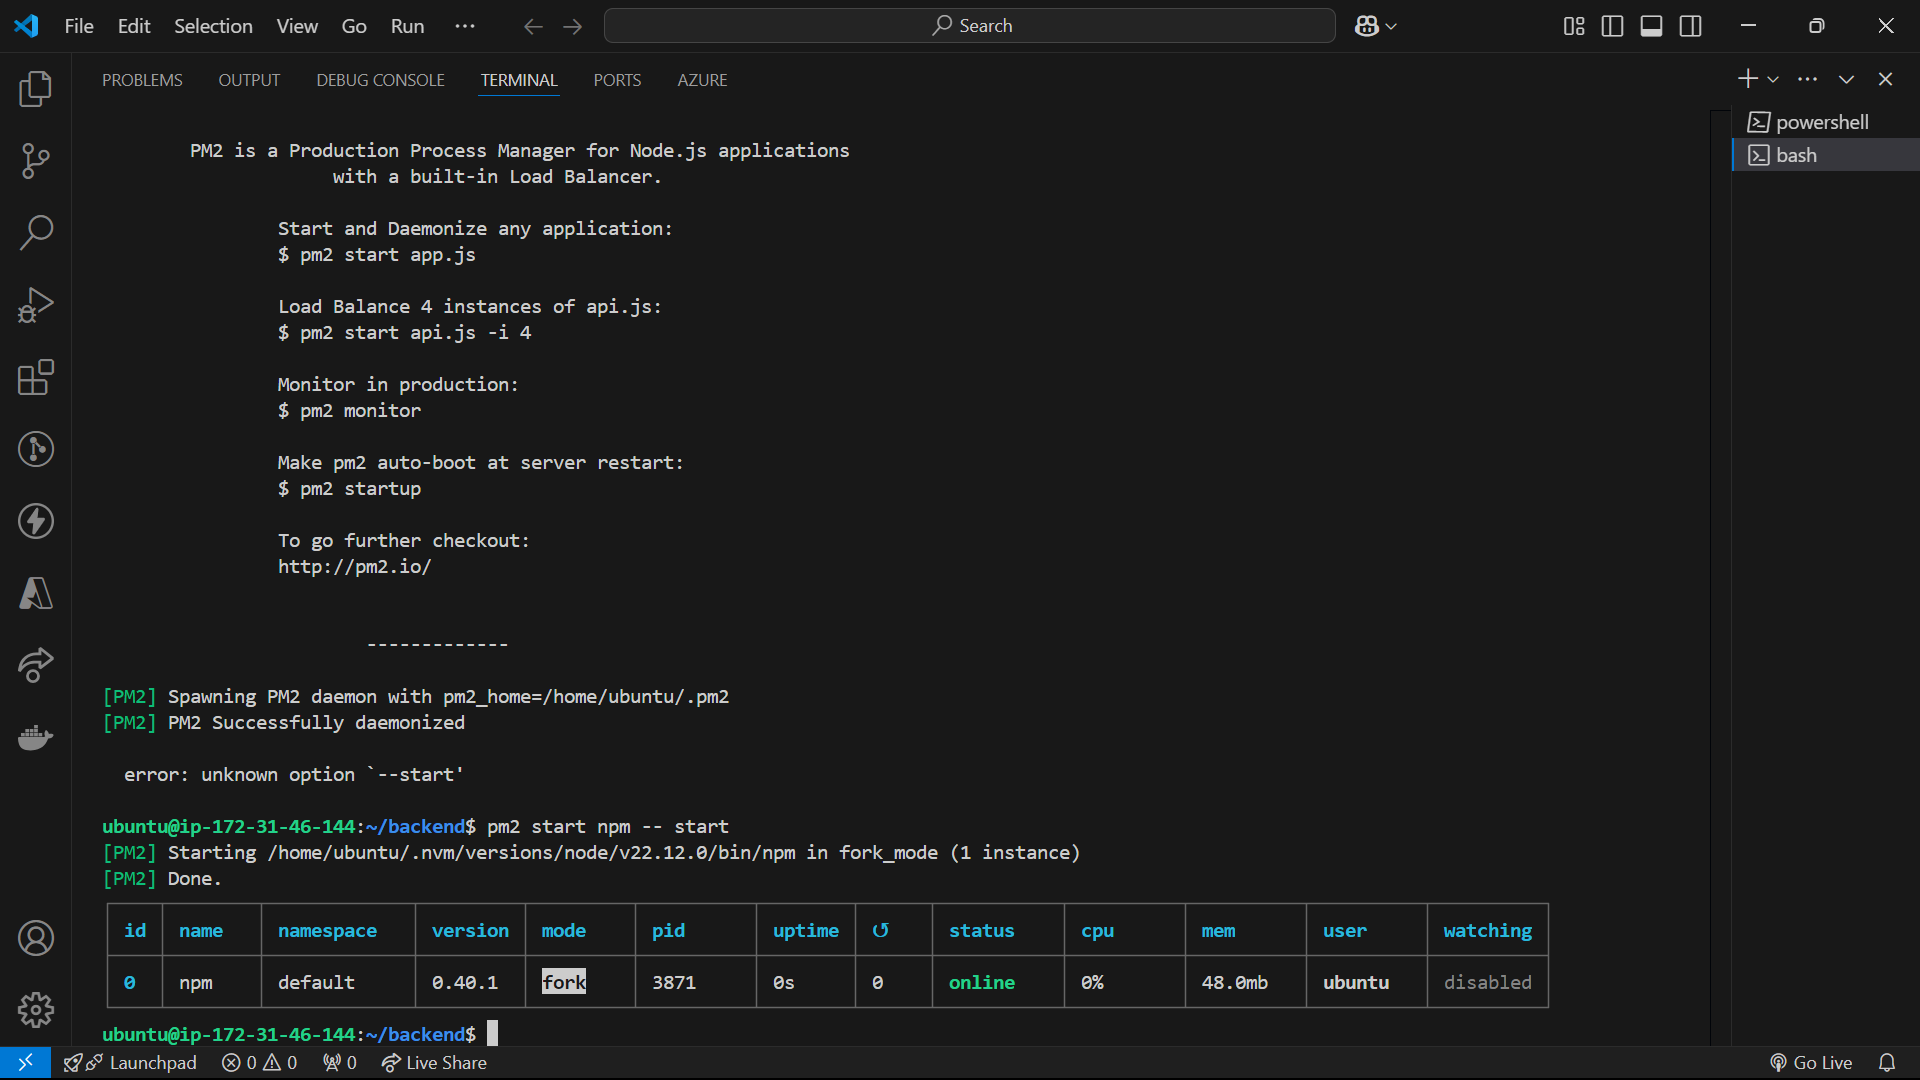 File Edit Selection View Go Run ··· Search
PROBLEMS OUTPUT DEBUG CONSOLE TERMINAL PORTS AZURE
powershell
bash
PM2 is a Production Process Manager for Node.js applications
with a built-in Load Balancer.
Start and Daemonize any application:
$ pm2 start app.js
Load Balance 4 instances of api.js:
$ pm2 start api.js -i 4
Monitor in production:
$ pm2 monitor
Make pm2 auto-boot at server restart:
$ pm2 startup
To go further checkout:
http://pm2.io/
-------------
[PM2] Spawning PM2 daemon with pm2_home=/home/ubuntu/.pm2
[PM2] PM2 Successfully daemonized
error: unknown option `--start'
ubuntu@ip-172-31-46-144:~/backend$ pm2 start npm -- start
[PM2] Starting /home/ubuntu/.nvm/versions/node/v22.12.0/bin/npm in fork_mode (1 instance)
[PM2] Done.
id name namespace version mode pid uptime ↺ status cpu mem user watching
0 npm default 0.40.1 fork 3871 0s 0 online 0% 48.0mb ubuntu disabled
ubuntu@ip-172-31-46-144:~/backend$
Launchpad 0 0 0 Live Share Go Live